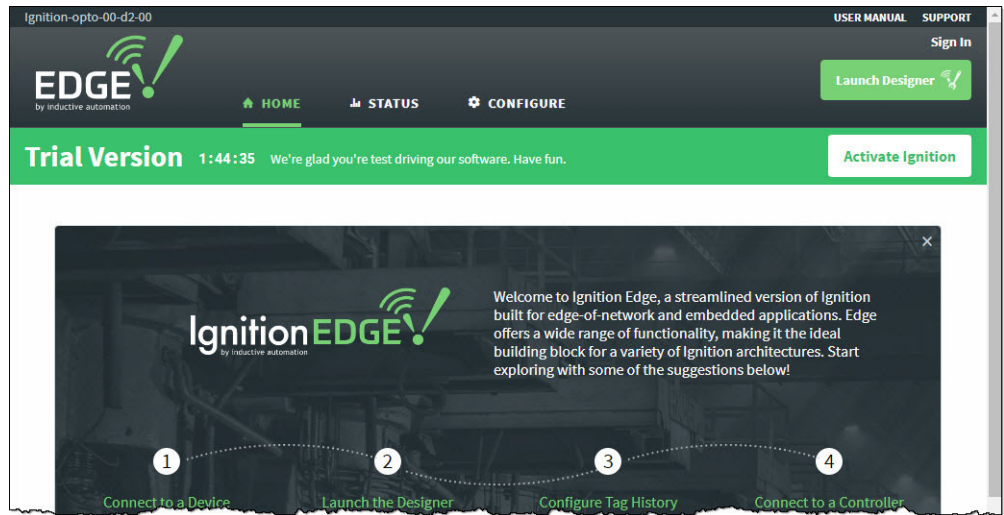 Ignition-opto-00-d2-00
USER MANUAL SUPPORT
Sign In
EDGE
by inductive automation
Launch Designer
HOME STATUS CONFIGURE
Trial Version 1:44:35 We're glad you're test driving our software. Have fun.
Activate Ignition
×
Ignition EDGE
by inductive automation
Welcome to Ignition Edge, a streamlined version of Ignition
built for edge-of-network and embedded applications. Edge
offers a wide range of functionality, making it the ideal
building block for a variety of Ignition architectures. Start
exploring with some of the suggestions below!
1 2 3 4
Connect to a Device Launch the Designer Configure Tag History Connect to a Controller